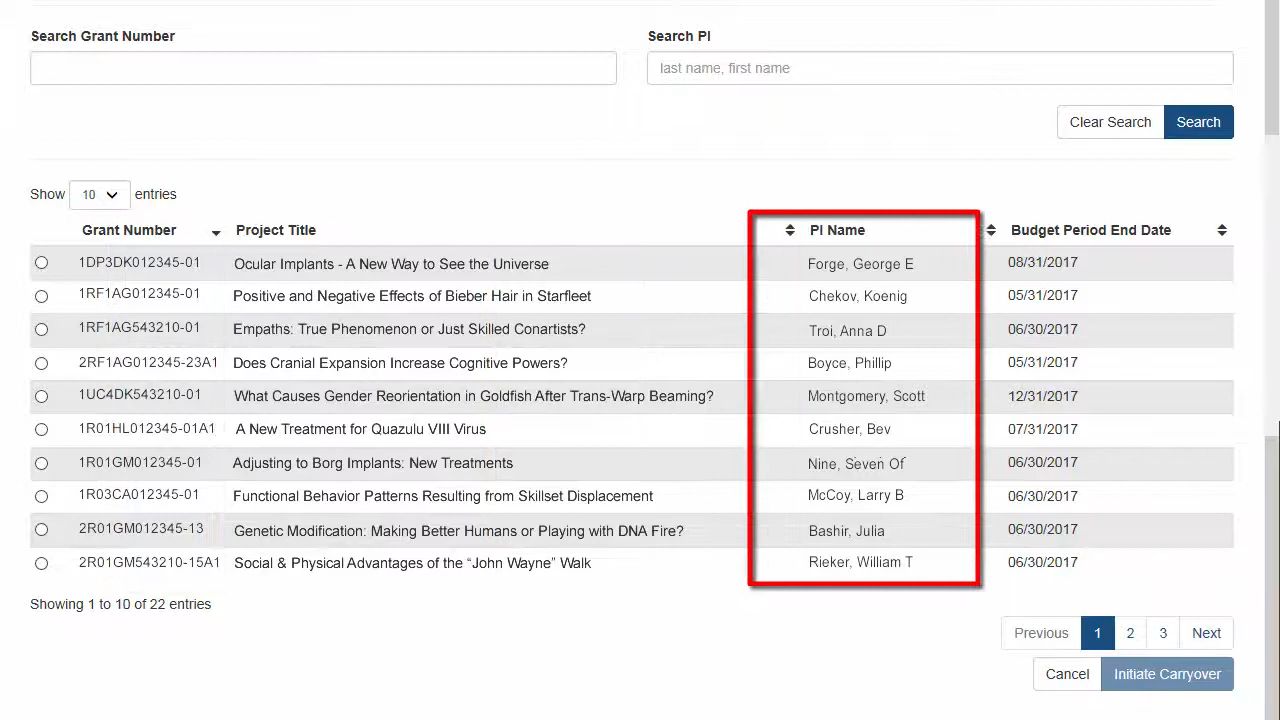 Search Grant Number Search PI
last name, first name
Clear Search Search
Show 10 entries
Grant Number Project Title PI Name Budget Period End Date
1DP3DK012345-01 Ocular Implants - A New Way to See the Universe Forge, George E 08/31/2017
1RF1AG012345-01 Positive and Negative Effects of Bieber Hair in Starfleet Chekov, Koenig 05/31/2017
1RF1AG543210-01 Empaths: True Phenomenon or Just Skilled Conartists? Troi, Anna D 06/30/2017
2RF1AG012345-23A1 Does Cranial Expansion Increase Cognitive Powers? Boyce, Phillip 05/31/2017
1UC4DK543210-01 What Causes Gender Reorientation in Goldfish After Trans-Warp Beaming? Montgomery, Scott 12/31/2017
1R01HL012345-01A1 A New Treatment for Quazulu VIII Virus Crusher, Bev 07/31/2017
1R01GM012345-01 Adjusting to Borg Implants: New Treatments Nine, Seven Of 06/30/2017
1R03CA012345-01 Functional Behavior Patterns Resulting from Skillset Displacement McCoy, Larry B 06/30/2017
2R01GM012345-13 Genetic Modification: Making Better Humans or Playing with DNA Fire? Bashir, Julia 06/30/2017
2R01GM543210-15A1 Social & Physical Advantages of the “John Wayne” Walk Rieker, William T 06/30/2017
Showing 1 to 10 of 22 entries
Previous 1 2 3 Next
Cancel Initiate Carryover